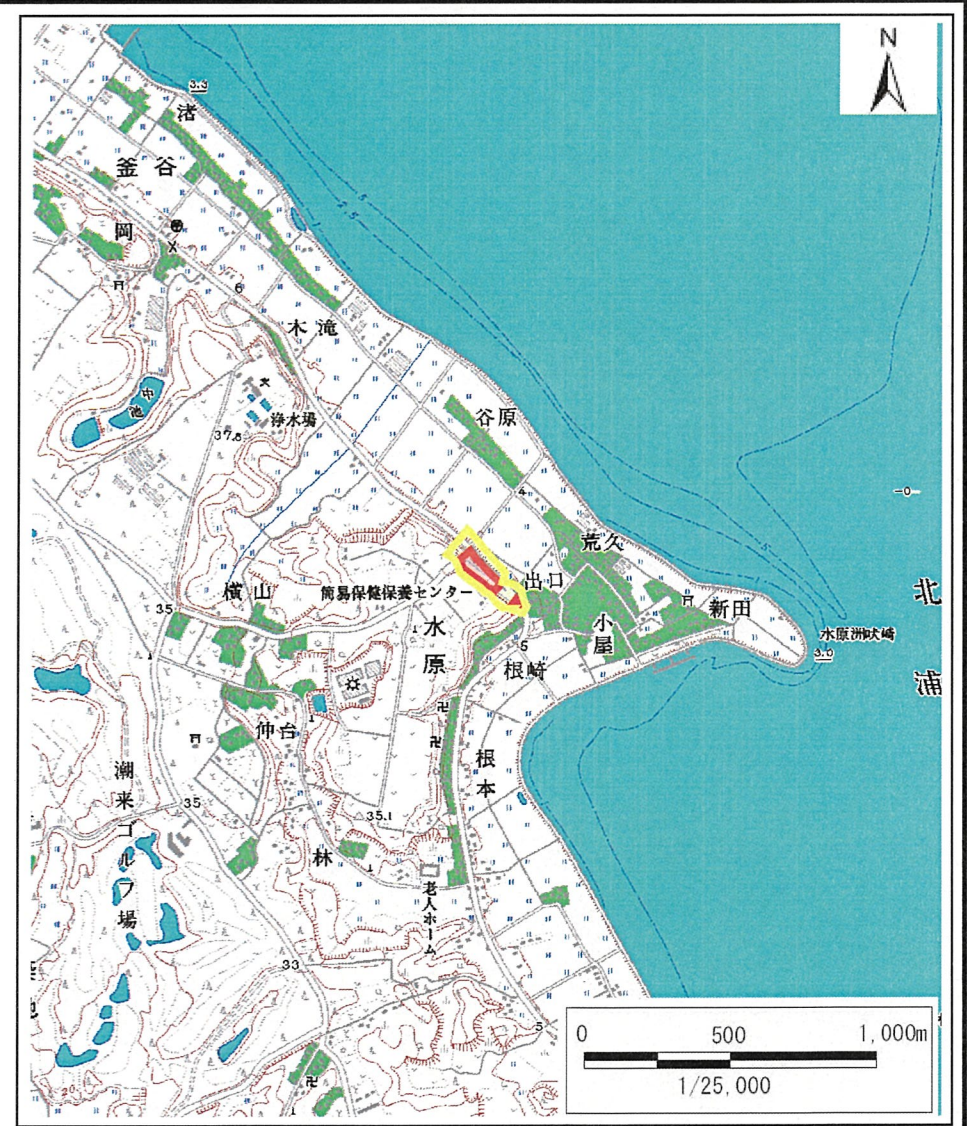 N
3.3
渚
釜谷
岡
6
木滝
中池
浄水場
37.8
谷原
4
-0-
2.5
5
荒久
出口
新田
小屋
水原洲吠崎
3.0
北浦
横山
簡易保健保養センター
35
水原
5
根崎
仲台
根本
潮来ゴルフ場
35
35.1
林
老人ホーム
33
5
0 500 1,000m
1/25,000